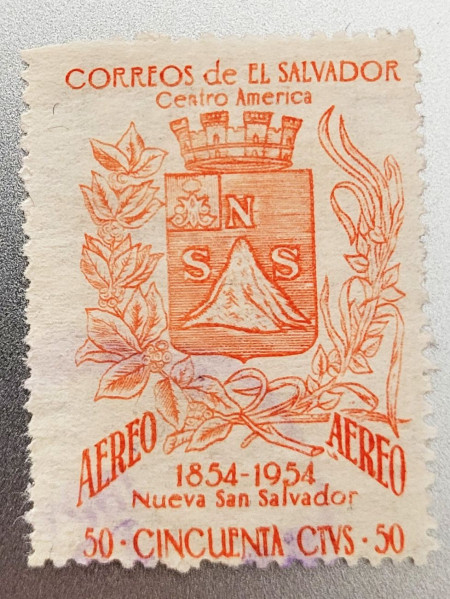 CORREOS de EL SALVADOR
Centro America
N
S S
AEREO AEREO
1854-1954
Nueva San Salvador
50 · CINCUENTA CTVS · 50